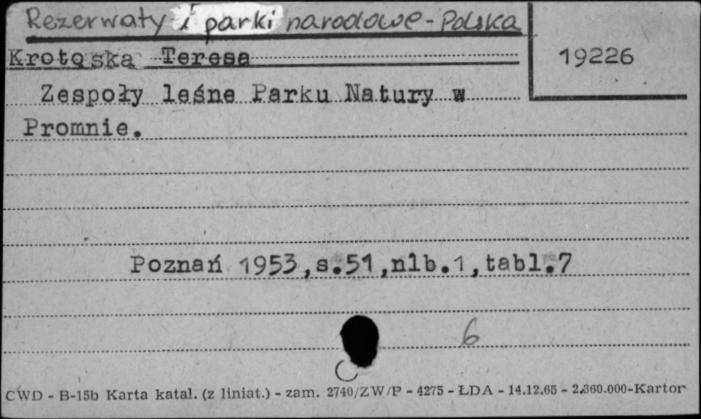 Rezerwaty i parki narodowe - Polska
Krotoska Teresa
19226
Zespoły leśne Parku Natury w
Promnie.
Poznań 1953,s.51,nlb.1,tabl.7
6
CWD - B-15b Karta katal. (z liniat.) - zam. 2740/ZW/P - 4275 - ŁDA - 14.12.65 - 2.360.000-Kartor